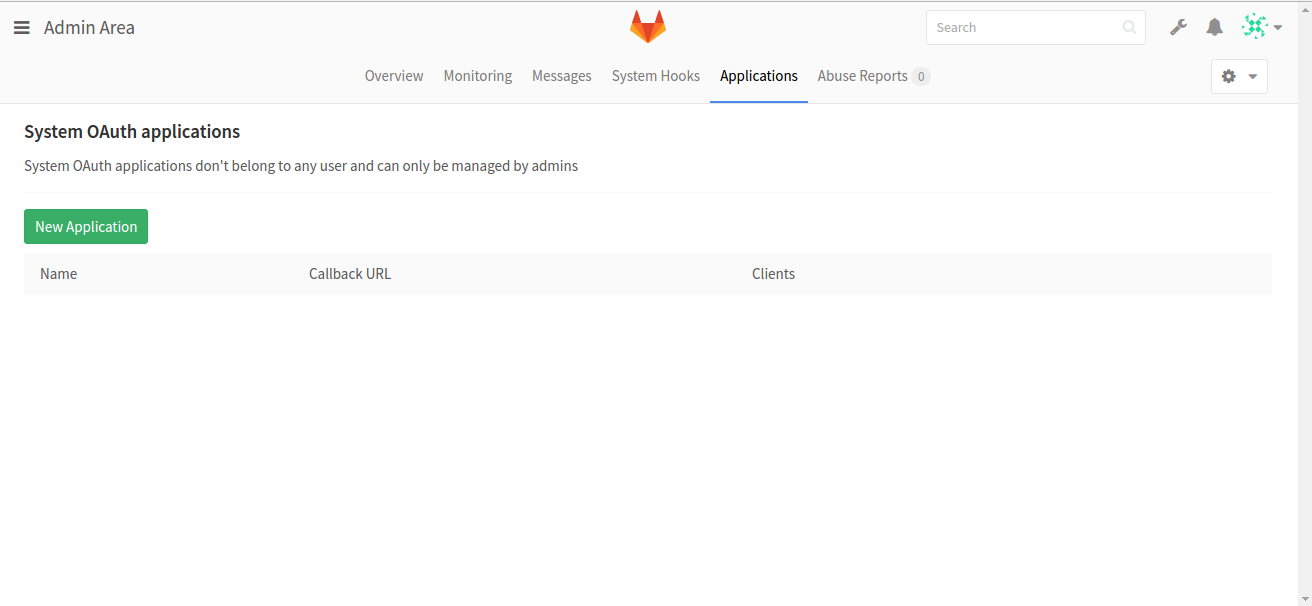 Admin Area
Search
Overview Monitoring Messages System Hooks Applications Abuse Reports 0
System OAuth applications
System OAuth applications don't belong to any user and can only be managed by admins
New Application
Name Callback URL Clients